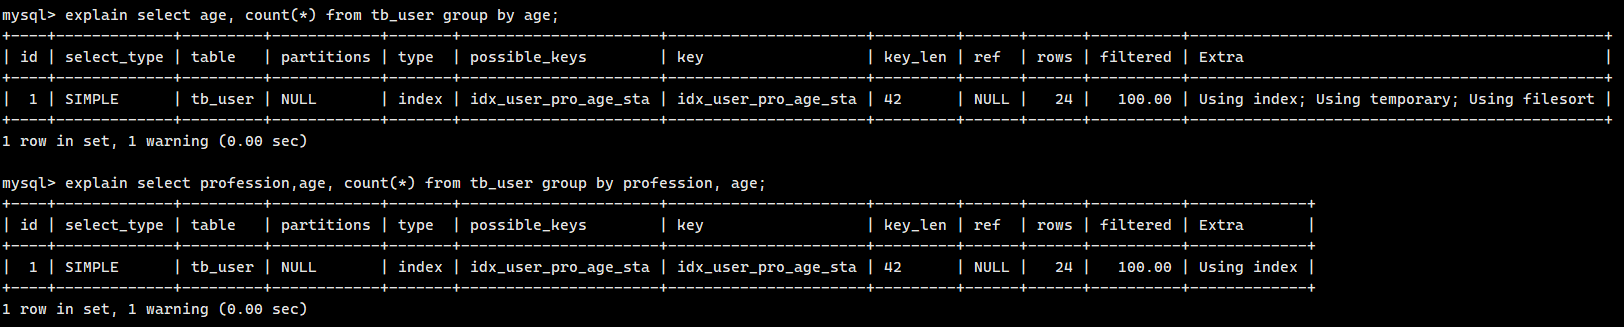 mysql> explain select age, count(*) from tb_user group by age;
+----+-------------+---------+------------+-------+----------------------+----------------------+---------+------+------+----------+----------------------------------------------+
| id | select_type | table   | partitions | type  | possible_keys        | key                  | key_len | ref  | rows | filtered | Extra                                        |
+----+-------------+---------+------------+-------+----------------------+----------------------+---------+------+------+----------+----------------------------------------------+
|  1 | SIMPLE      | tb_user | NULL       | index | idx_user_pro_age_sta | idx_user_pro_age_sta | 42      | NULL |   24 |   100.00 | Using index; Using temporary; Using filesort |
+----+-------------+---------+------------+-------+----------------------+----------------------+---------+------+------+----------+----------------------------------------------+
1 row in set, 1 warning (0.00 sec)

mysql> explain select profession,age, count(*) from tb_user group by profession, age;
+----+-------------+---------+------------+-------+----------------------+----------------------+---------+------+------+----------+-------------+
| id | select_type | table   | partitions | type  | possible_keys        | key                  | key_len | ref  | rows | filtered | Extra       |
+----+-------------+---------+------------+-------+----------------------+----------------------+---------+------+------+----------+-------------+
|  1 | SIMPLE      | tb_user | NULL       | index | idx_user_pro_age_sta | idx_user_pro_age_sta | 42      | NULL |   24 |   100.00 | Using index |
+----+-------------+---------+------------+-------+----------------------+----------------------+---------+------+------+----------+-------------+
1 row in set, 1 warning (0.00 sec)